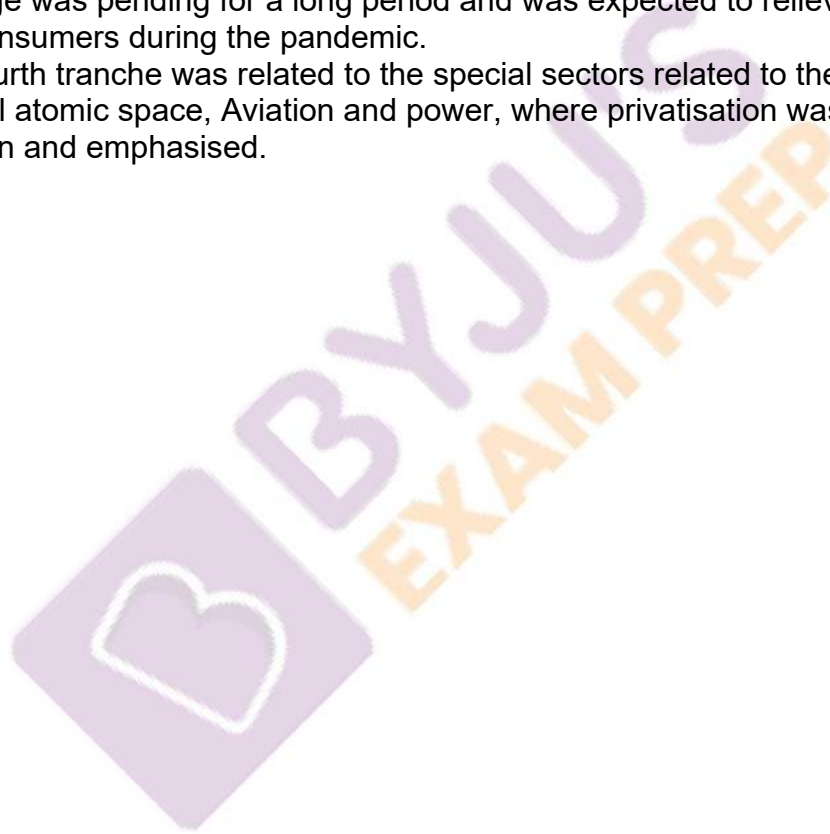 ge was pending for a long period and was expected to reliev
nsumers during the pandemic.
urth tranche was related to the special sectors related to the
l atomic space, Aviation and power, where privatisation was
n and emphasised.
BYJU'S
EXAM PREP